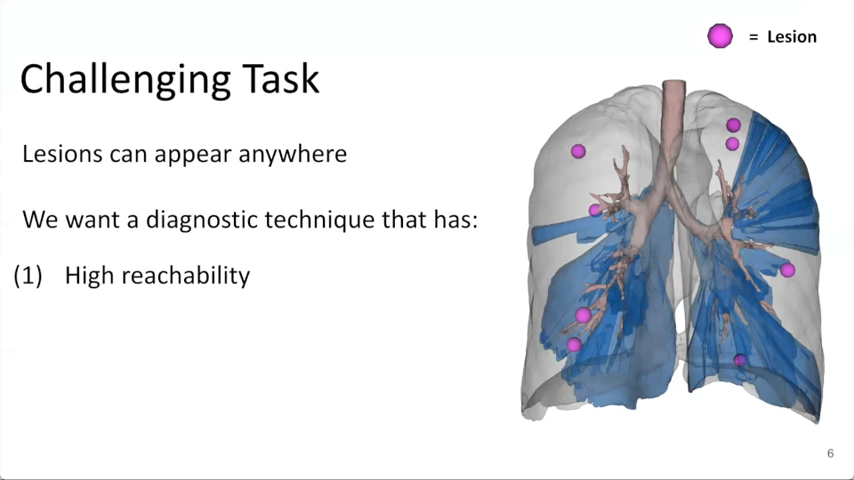 = Lesion
Challenging Task
Lesions can appear anywhere
We want a diagnostic technique that has:
(1) High reachability
6